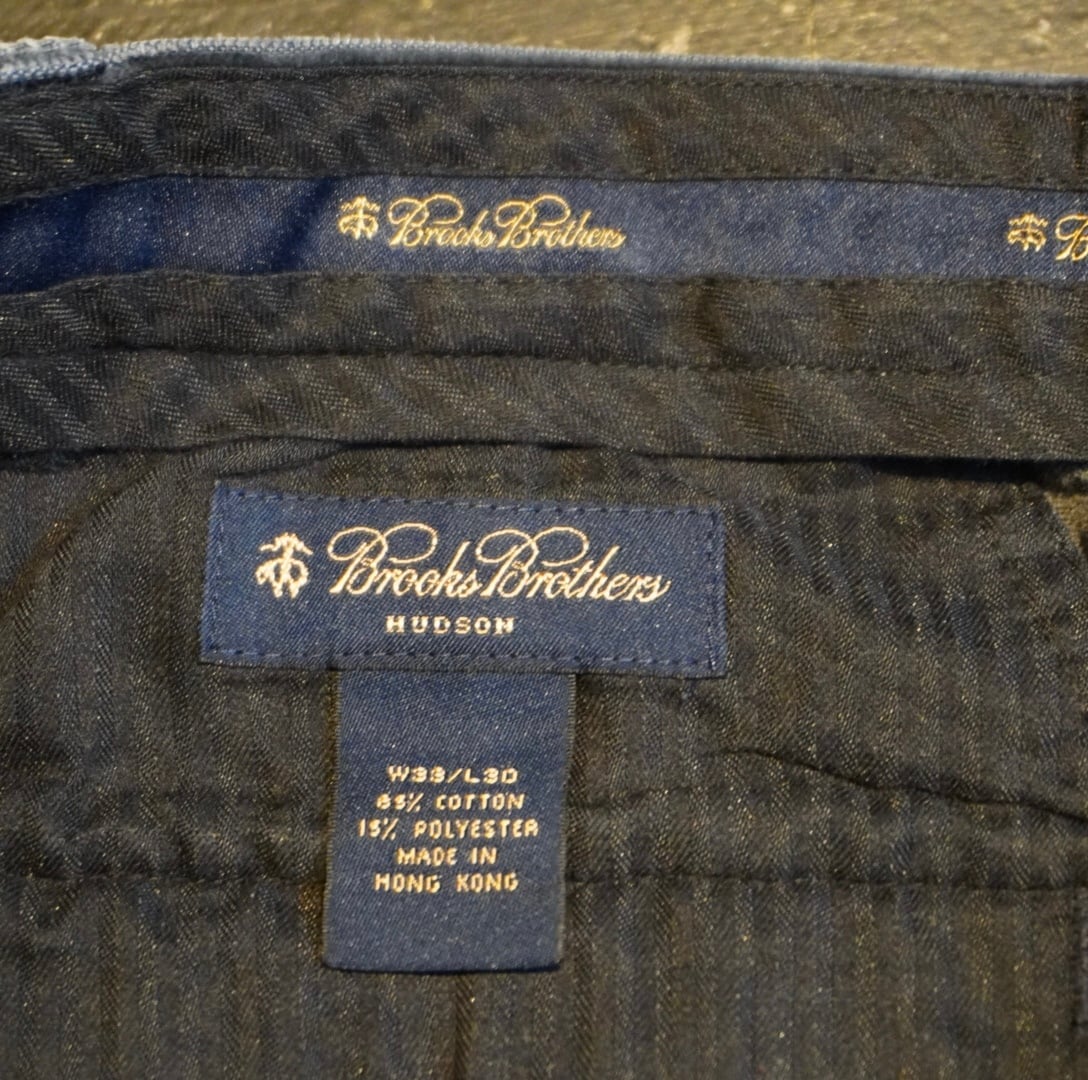 Brooks Brothers
B
Brooks Brothers
HUDSON
W33/L30
85% COTTON
15% POLYESTER
MADE IN
HONG KONG